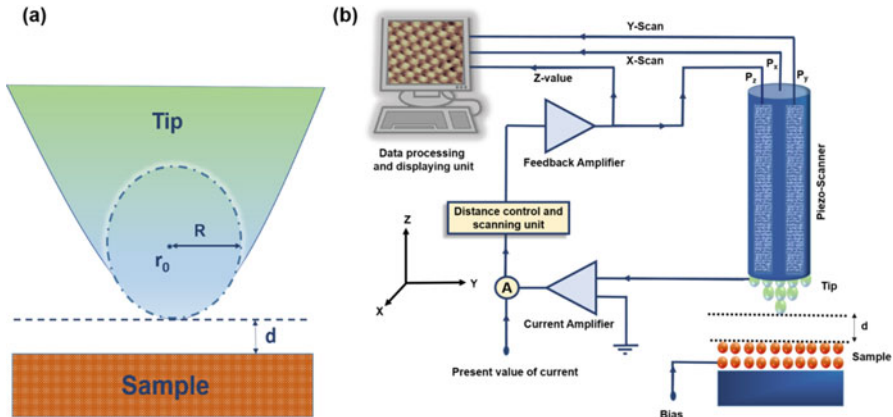 (a)
Tip
R
r0
d
Sample
(b)
Y-Scan
X-Scan
Z-value
Px
Pz
Py
Data processing
and displaying unit
Feedback Amplifier
Piezo-Scanner
Distance control and
scanning unit
Z
Y
X
A
Current Amplifier
Present value of current
Tip
d
Sample
Bias